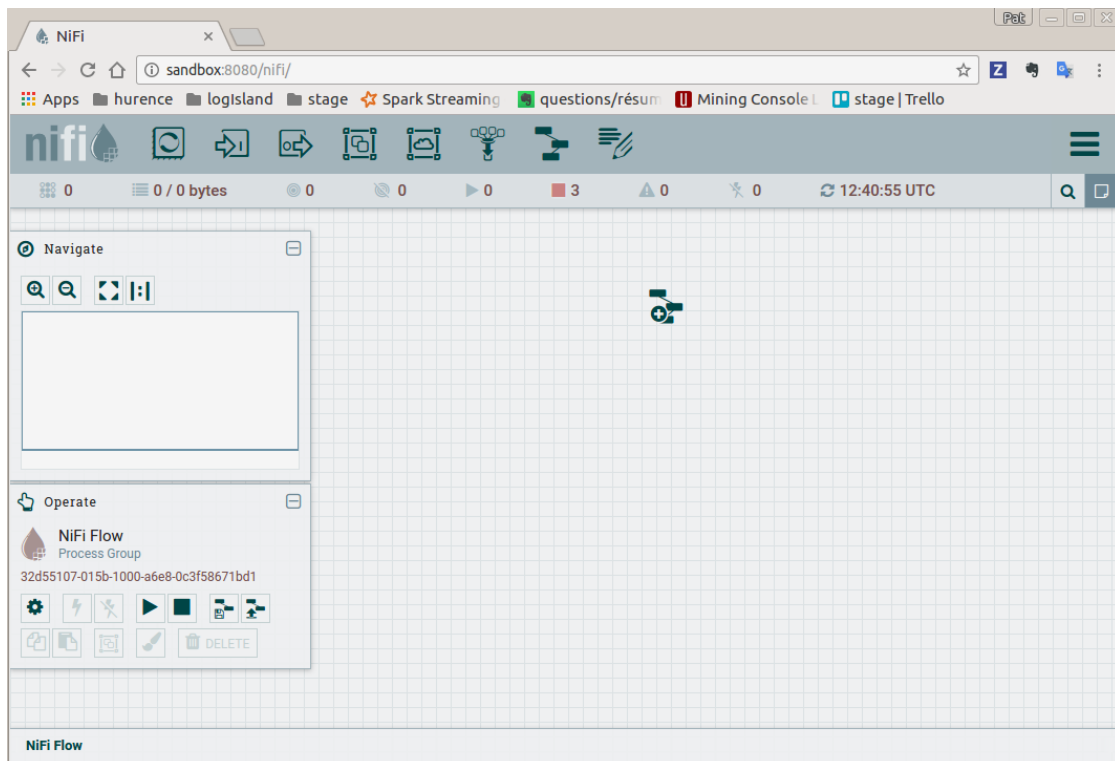 Pat
NiFi
sandbox:8080/nifi/
Apps hurence logIsland stage Spark Streaming questions/résum Mining Console L stage | Trello
nifi
0 0 / 0 bytes 0 0 0 3 0 0 12:40:55 UTC
Navigate
Operate
NiFi Flow
Process Group
32d55107-015b-1000-a6e8-0c3f58671bd1
DELETE
NiFi Flow